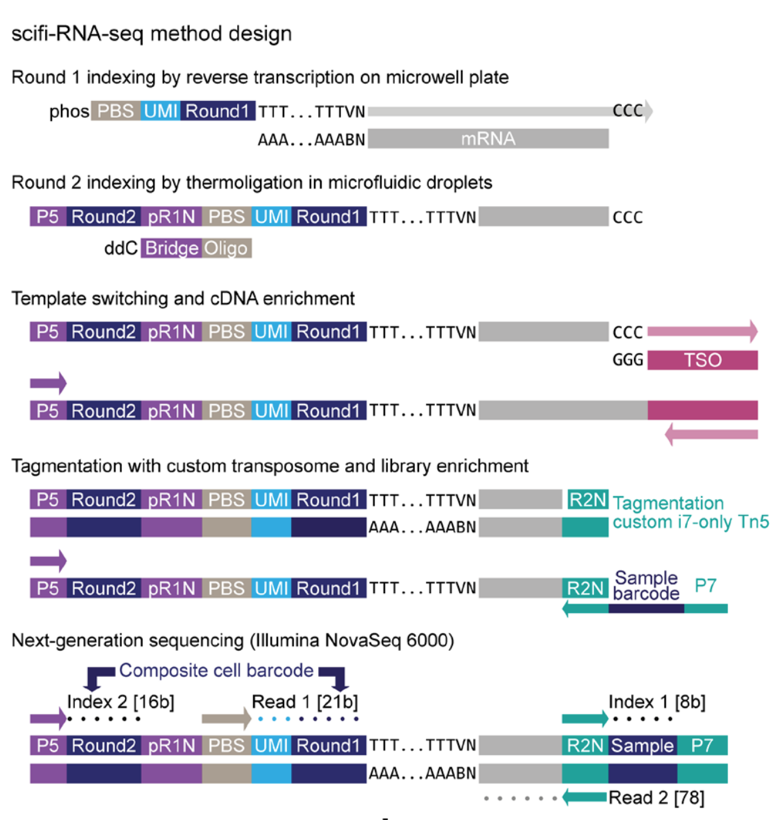 scifi-RNA-seq method design
Round 1 indexing by reverse transcription on microwell plate
phos PBS UMI Round1 TTT...TTTVN CCC
AAA...AAABN mRNA
Round 2 indexing by thermoligation in microfluidic droplets
P5 Round2 pR1N PBS UMI Round1 TTT...TTTVN CCC
ddC Bridge Oligo
Template switching and cDNA enrichment
P5 Round2 pR1N PBS UMI Round1 TTT...TTTVN CCC
GGG TSO
P5 Round2 pR1N PBS UMI Round1 TTT...TTTVN
Tagmentation with custom transposome and library enrichment
P5 Round2 pR1N PBS UMI Round1 TTT...TTTVN R2N Tagmentation
AAA...AAABN custom i7-only Tn5
P5 Round2 pR1N PBS UMI Round1 TTT...TTTVN R2N Sample barcode P7
Next-generation sequencing (Illumina NovaSeq 6000)
Composite cell barcode
Index 2 [16b] Read 1 [21b] Index 1 [8b]
P5 Round2 pR1N PBS UMI Round1 TTT...TTTVN R2N Sample P7
AAA...AAABN
Read 2 [78]